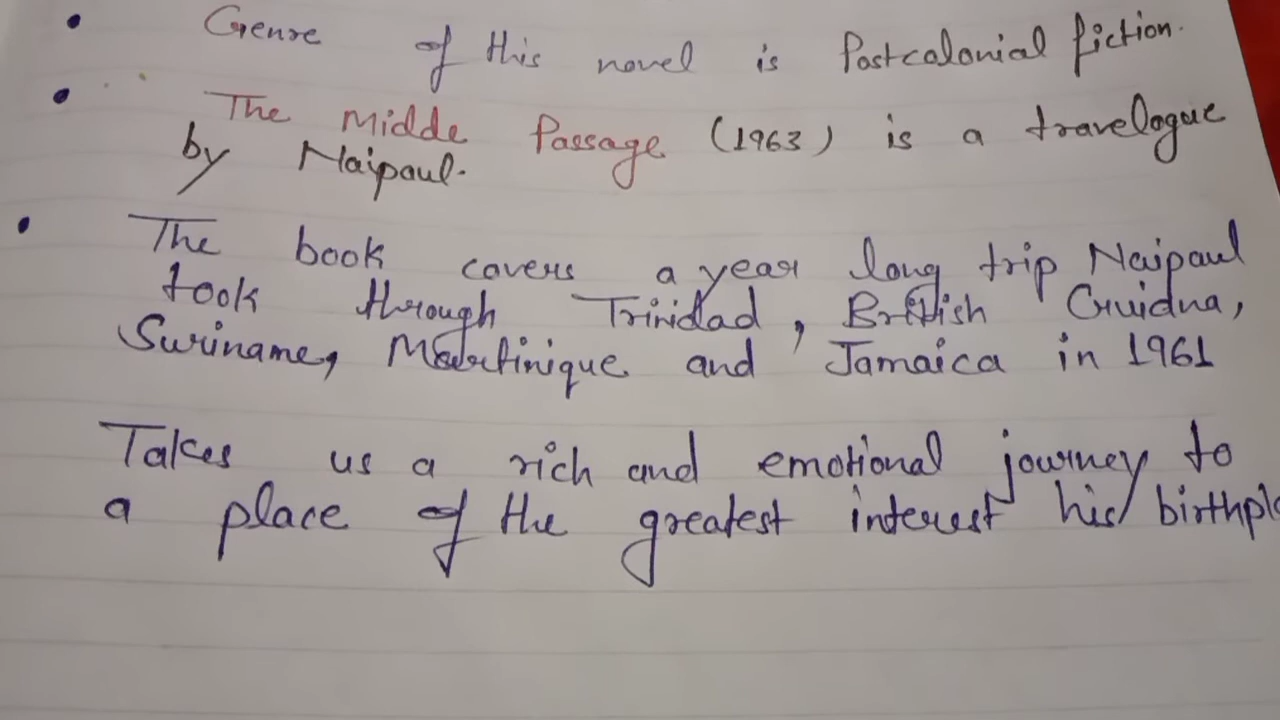 Genre of this novel is Postcolonial fiction.
The Midde Passage (1963) is a travelogue
by Naipaul.
The book covers a year long trip Naipaul
took through Trinidad, British Guidna,
Suriname, Martinique and Jamaica in 1961
Takes us a rich and emotional journey to
a place of the greatest interest his birthpla